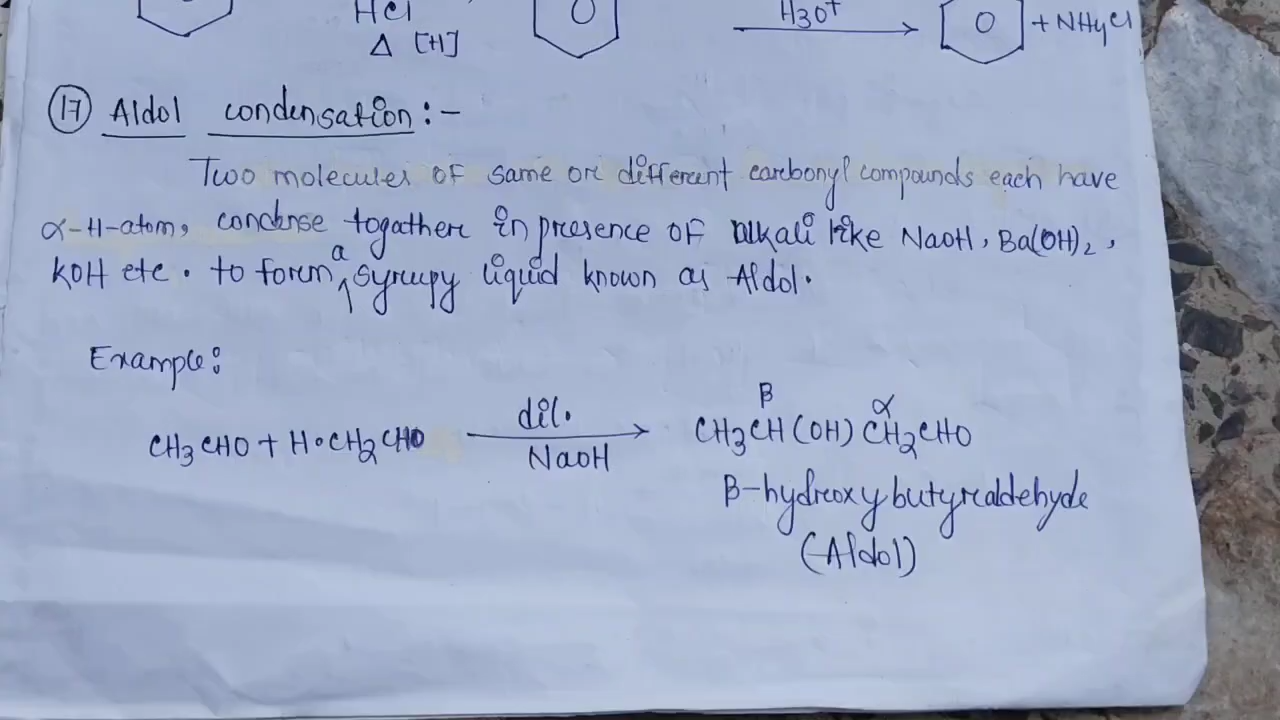 HCl
Δ [H]
H3O+
+ NH4Cl
17 Aldol condensation :-
Two molecules of same or different carbonyl compounds each have
α-H-atom, condense togather in presence of alkali like NaOH, Ba(OH)2,
KOH etc. to form a syrupy liquid known as Aldol.
Example:
CH3CHO + H·CH2CHO dil. NaOH CH3CH(OH) CH2CHO
β α
β-hydroxybutyraldehyde
(Aldol)